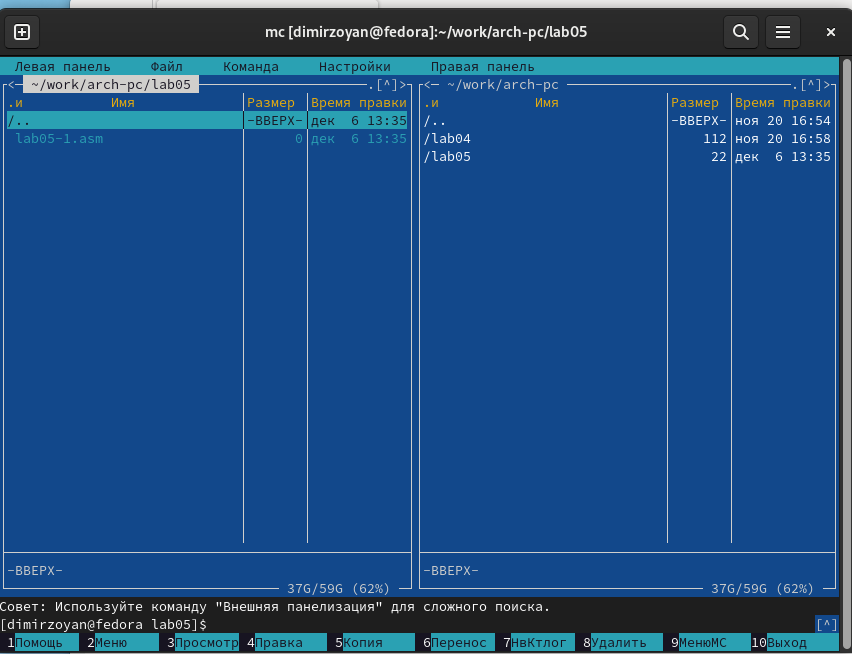 mc [dimirzoyan@fedora]:~/work/arch-pc/lab05
Левая панель Файл Команда Настройки Правая панель
<— ~/work/arch-pc/lab05 .[^]> <— ~/work/arch-pc .[^]>
.и Имя Размер Время правки .и Имя Размер Время правки
/.. -ВВЕРХ- дек 6 13:35 /.. -ВВЕРХ- ноя 20 16:54
lab05-1.asm 0 дек 6 13:35 /lab04 112 ноя 20 16:58
/lab05 22 дек 6 13:35
-ВВЕРХ- -ВВЕРХ-
37G/59G (62%) 37G/59G (62%)
Совет: Используйте команду "Внешняя панелизация" для сложного поиска.
[dimirzoyan@fedora lab05]$ [^]
1Помощь 2Меню 3Просмотр 4Правка 5Копия 6Перенос 7НвКтлог 8Удалить 9МенюMC 10Выход